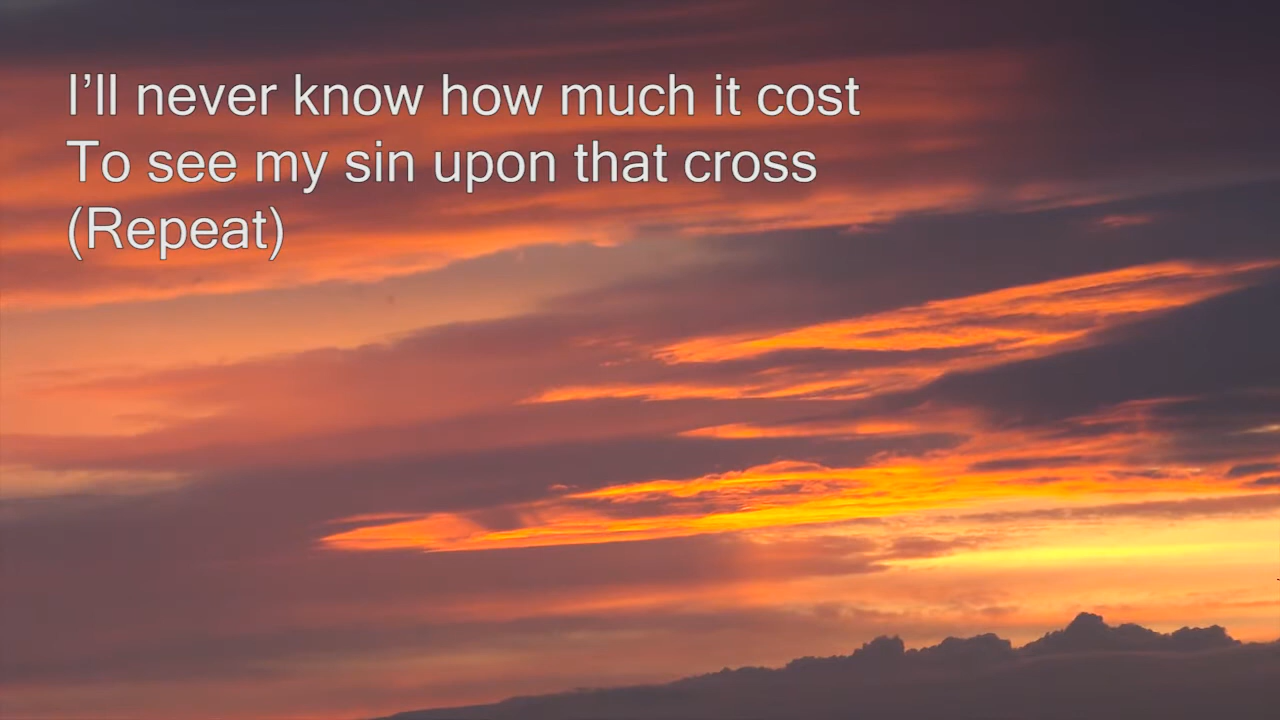 I’ll never know how much it cost
To see my sin upon that cross
(Repeat)